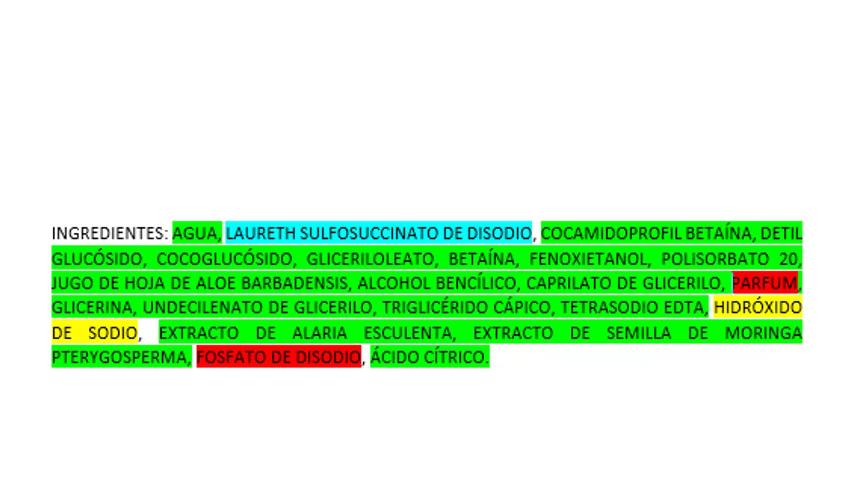 INGREDIENTES: AGUA, LAURETH SULFOSUCCINATO DE DISODIO, COCAMIDOPROFIL BETAÍNA, DETIL
GLUCÓSIDO, COCOGLUCÓSIDO, GLICERILOLEATO, BETAÍNA, FENOXIETANOL, POLISORBATO 20,
JUGO DE HOJA DE ALOE BARBADENSIS, ALCOHOL BENCÍLICO, CAPRILATO DE GLICERILO, PARFUM,
GLICERINA, UNDECILENATO DE GLICERILO, TRIGLICÉRIDO CÁPICO, TETRASODIO EDTA, HIDRÓXIDO
DE SODIO, EXTRACTO DE ALARIA ESCULENTA, EXTRACTO DE SEMILLA DE MORINGA
PTERYGOSPERMA, FOSFATO DE DISODIO, ÁCIDO CÍTRICO.